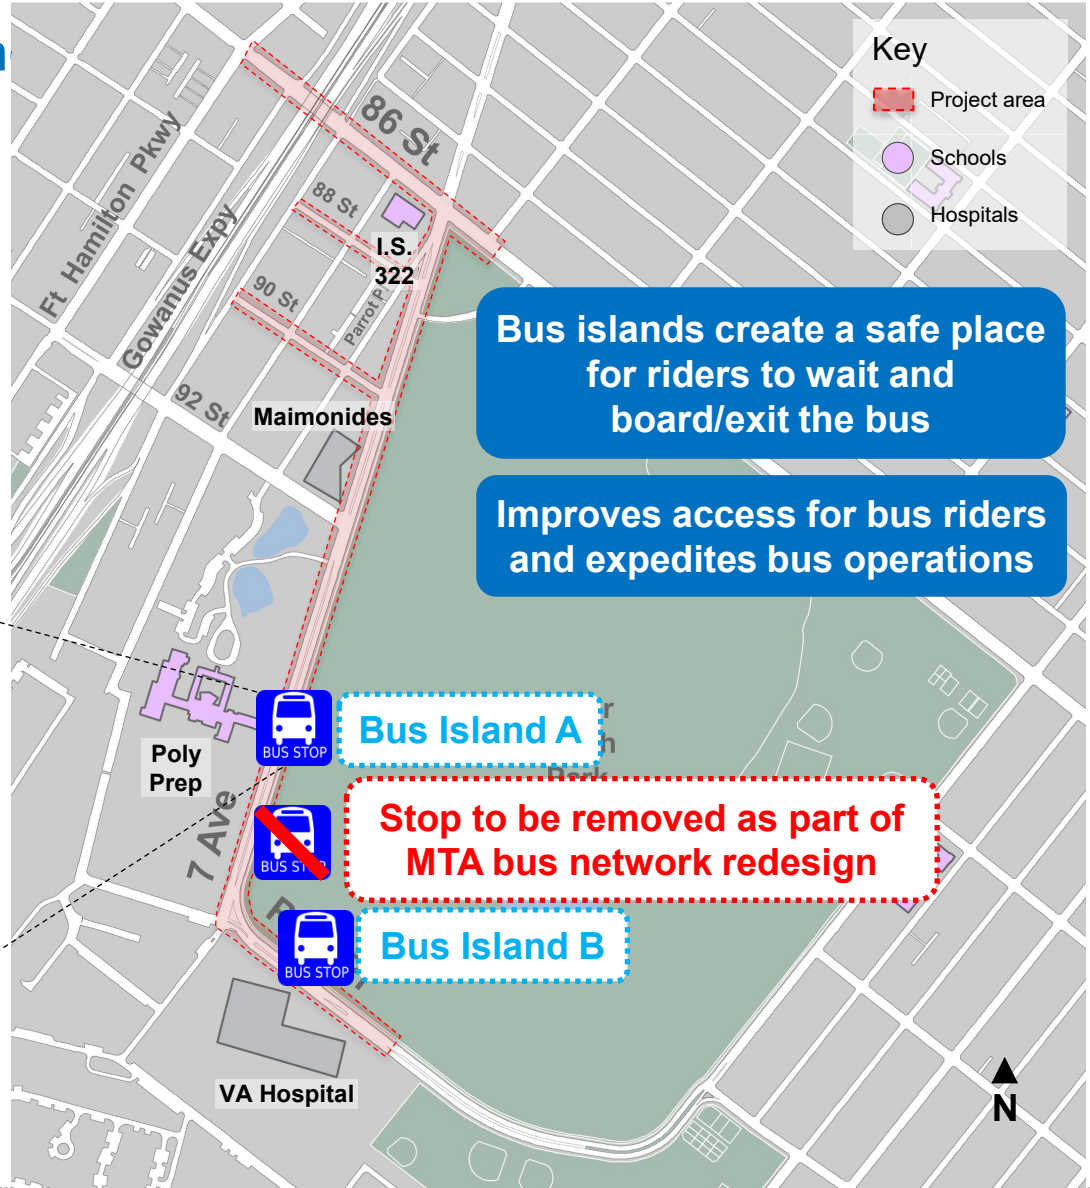 Key
Project area
Schools
Hospitals
86 St
Ft Hamilton Pkwy
Gowanus Expy
88 St
I.S.
322
90 St
Parrot
92 St
Maimonides
Bus islands create a safe place
for riders to wait and
board/exit the bus
Improves access for bus riders
and expedites bus operations
BUS STOP
Bus Island A
Park
Poly
Prep
7 Ave
BUS STOP
Stop to be removed as part of
MTA bus network redesign
BUS STOP
Bus Island B
VA Hospital
N